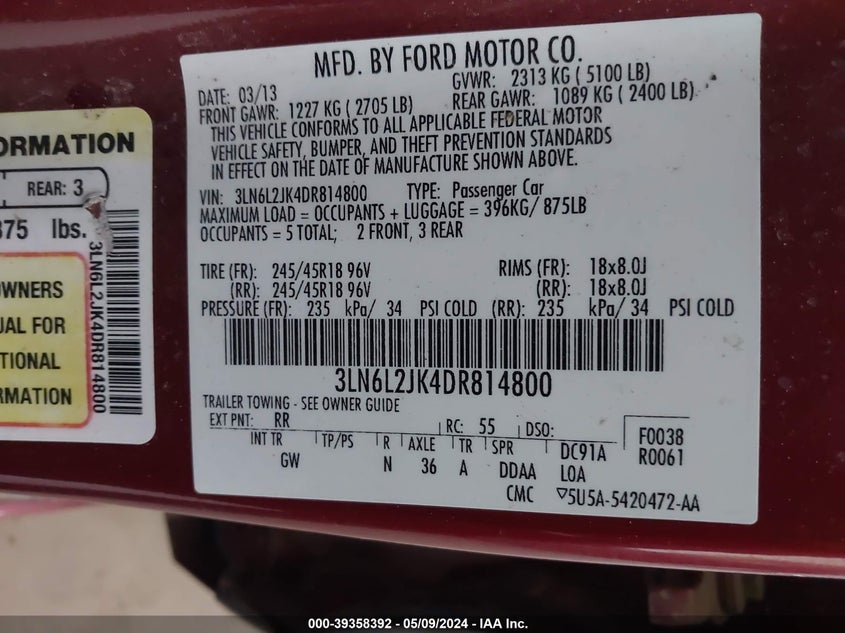 MFD. BY FORD MOTOR CO.
DATE: 03/13
GVWR: 2313 KG ( 5100 LB)
FRONT GAWR: 1227 KG ( 2705 LB)
REAR GAWR: 1089 KG ( 2400 LB)
THIS VEHICLE CONFORMS TO ALL APPLICABLE FEDERAL MOTOR
VEHICLE SAFETY, BUMPER, AND THEFT PREVENTION STANDARDS
IN EFFECT ON THE DATE OF MANUFACTURE SHOWN ABOVE.
VIN: 3LN6L2JK4DR814800 TYPE: Passenger Car
MAXIMUM LOAD = OCCUPANTS + LUGGAGE = 396KG/ 875LB
OCCUPANTS = 5 TOTAL; 2 FRONT, 3 REAR
TIRE (FR): 245/45R18 96V RIMS (FR): 18x8.0J
(RR): 245/45R18 96V (RR): 18x8.0J
PRESSURE (FR): 235 kPa/ 34 PSI COLD (RR): 235 kPa/ 34 PSI COLD
3LN6L2JK4DR814800
TRAILER TOWING - SEE OWNER GUIDE
EXT PNT: RR RC: 55 DSO:
INT TR TP/PS R AXLE TR SPR
GW N 36 A DDAA
DC91A
LOA
CMC
F0038
R0061
▽5U5A-5420472-AA
ORMATION
REAR: 3
875 lbs.
3LN6L2JK4DR814800
OWNERS
UAL FOR
TIONAL
RMATION
000-39358392 - 05/09/2024 - IAA Inc.